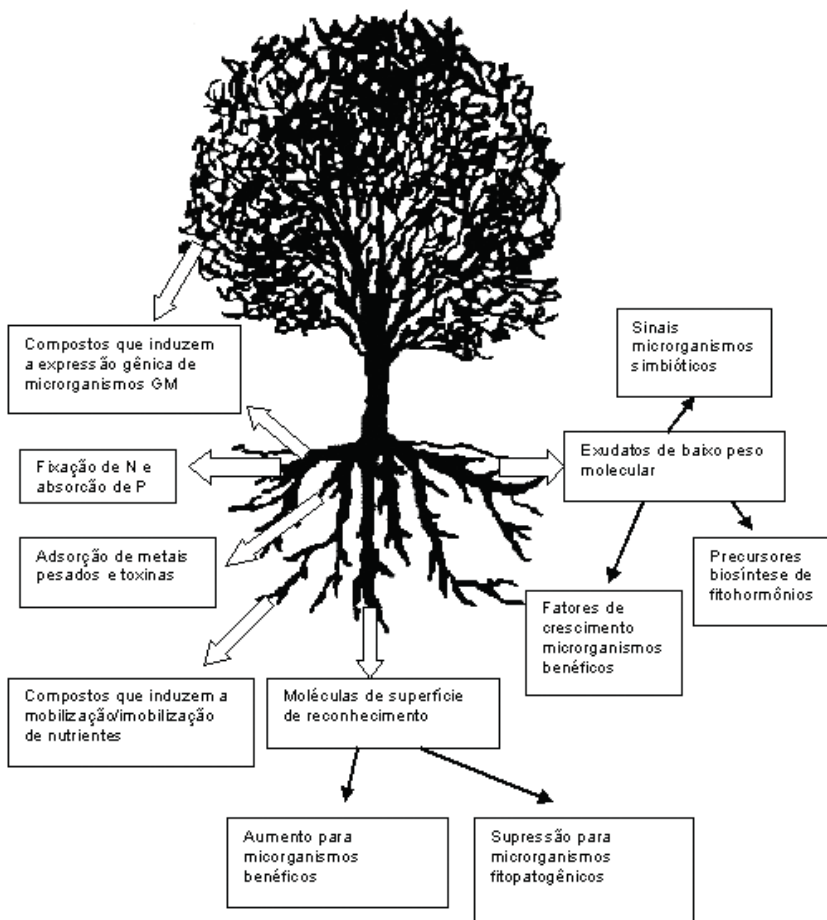 Sinais
microrganismos
simbióticos
Compostos que induzem
a expressão gênica de
microrganismos GM
Exudatos de baixo peso
molecular
Fixação de N e
absorcão de P
Adsorção de metais
pesados e toxinas
Precursores
biosíntese de
fitohormônios
Fatores de
crescimento
microrganismos
benéficos
Compostos que induzem a
mobilização/imobilização
de nutrientes
Moléculas de superfície
de reconhecimento
Aumento para
micorganismos
benéficos
Supressão para
microrganismos
fitopatogênicos